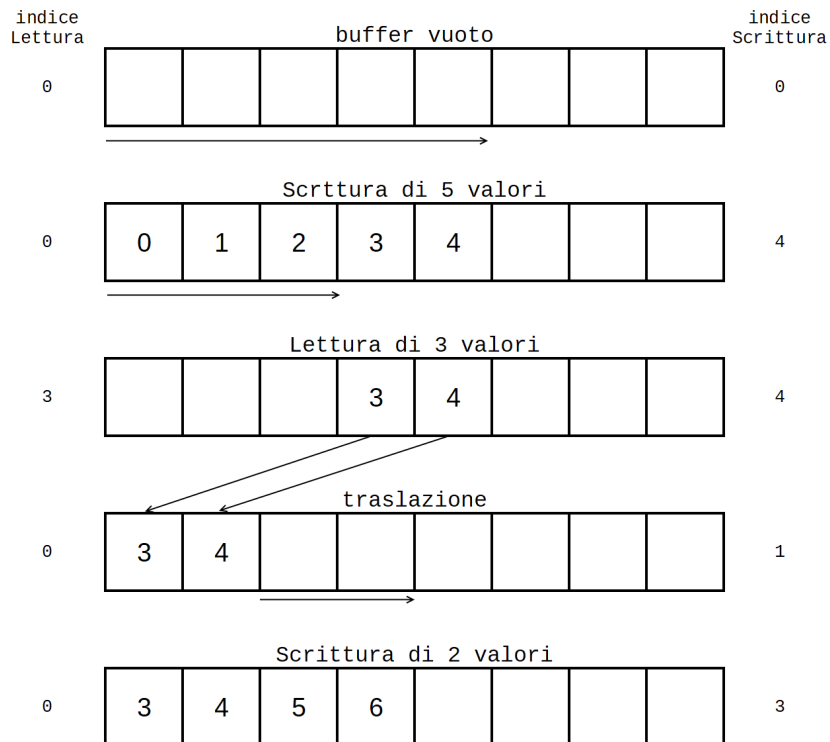 indice
Lettura
buffer vuoto
indice
Scrittura
0
0
Scrttura di 5 valori
0
0 1 2 3 4
4
Lettura di 3 valori
3
3 4
4
traslazione
0
3 4
1
Scrittura di 2 valori
0
3 4 5 6
3